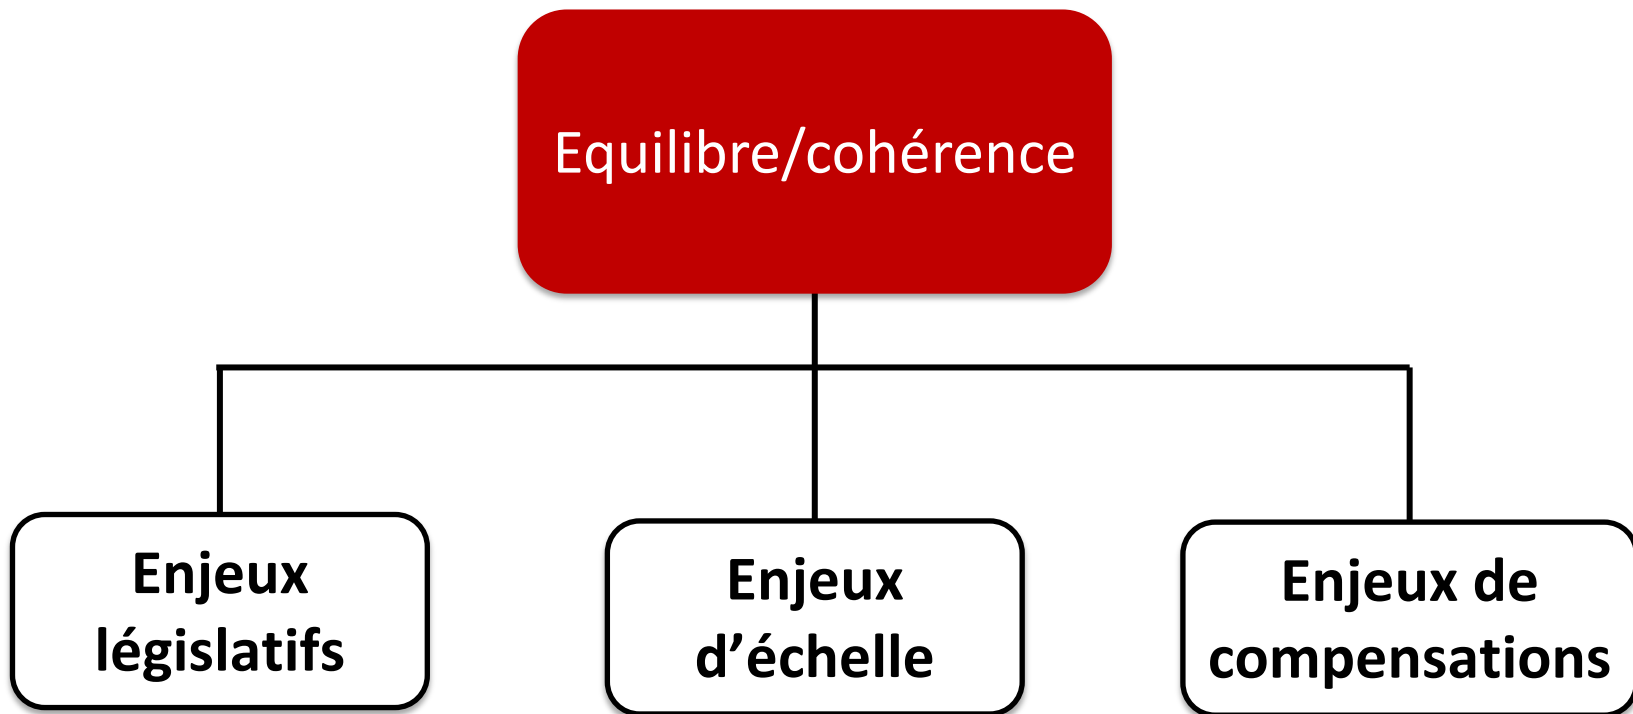 Equilibre/cohérence
Enjeux
législatifs
Enjeux
d’échelle
Enjeux de
compensations